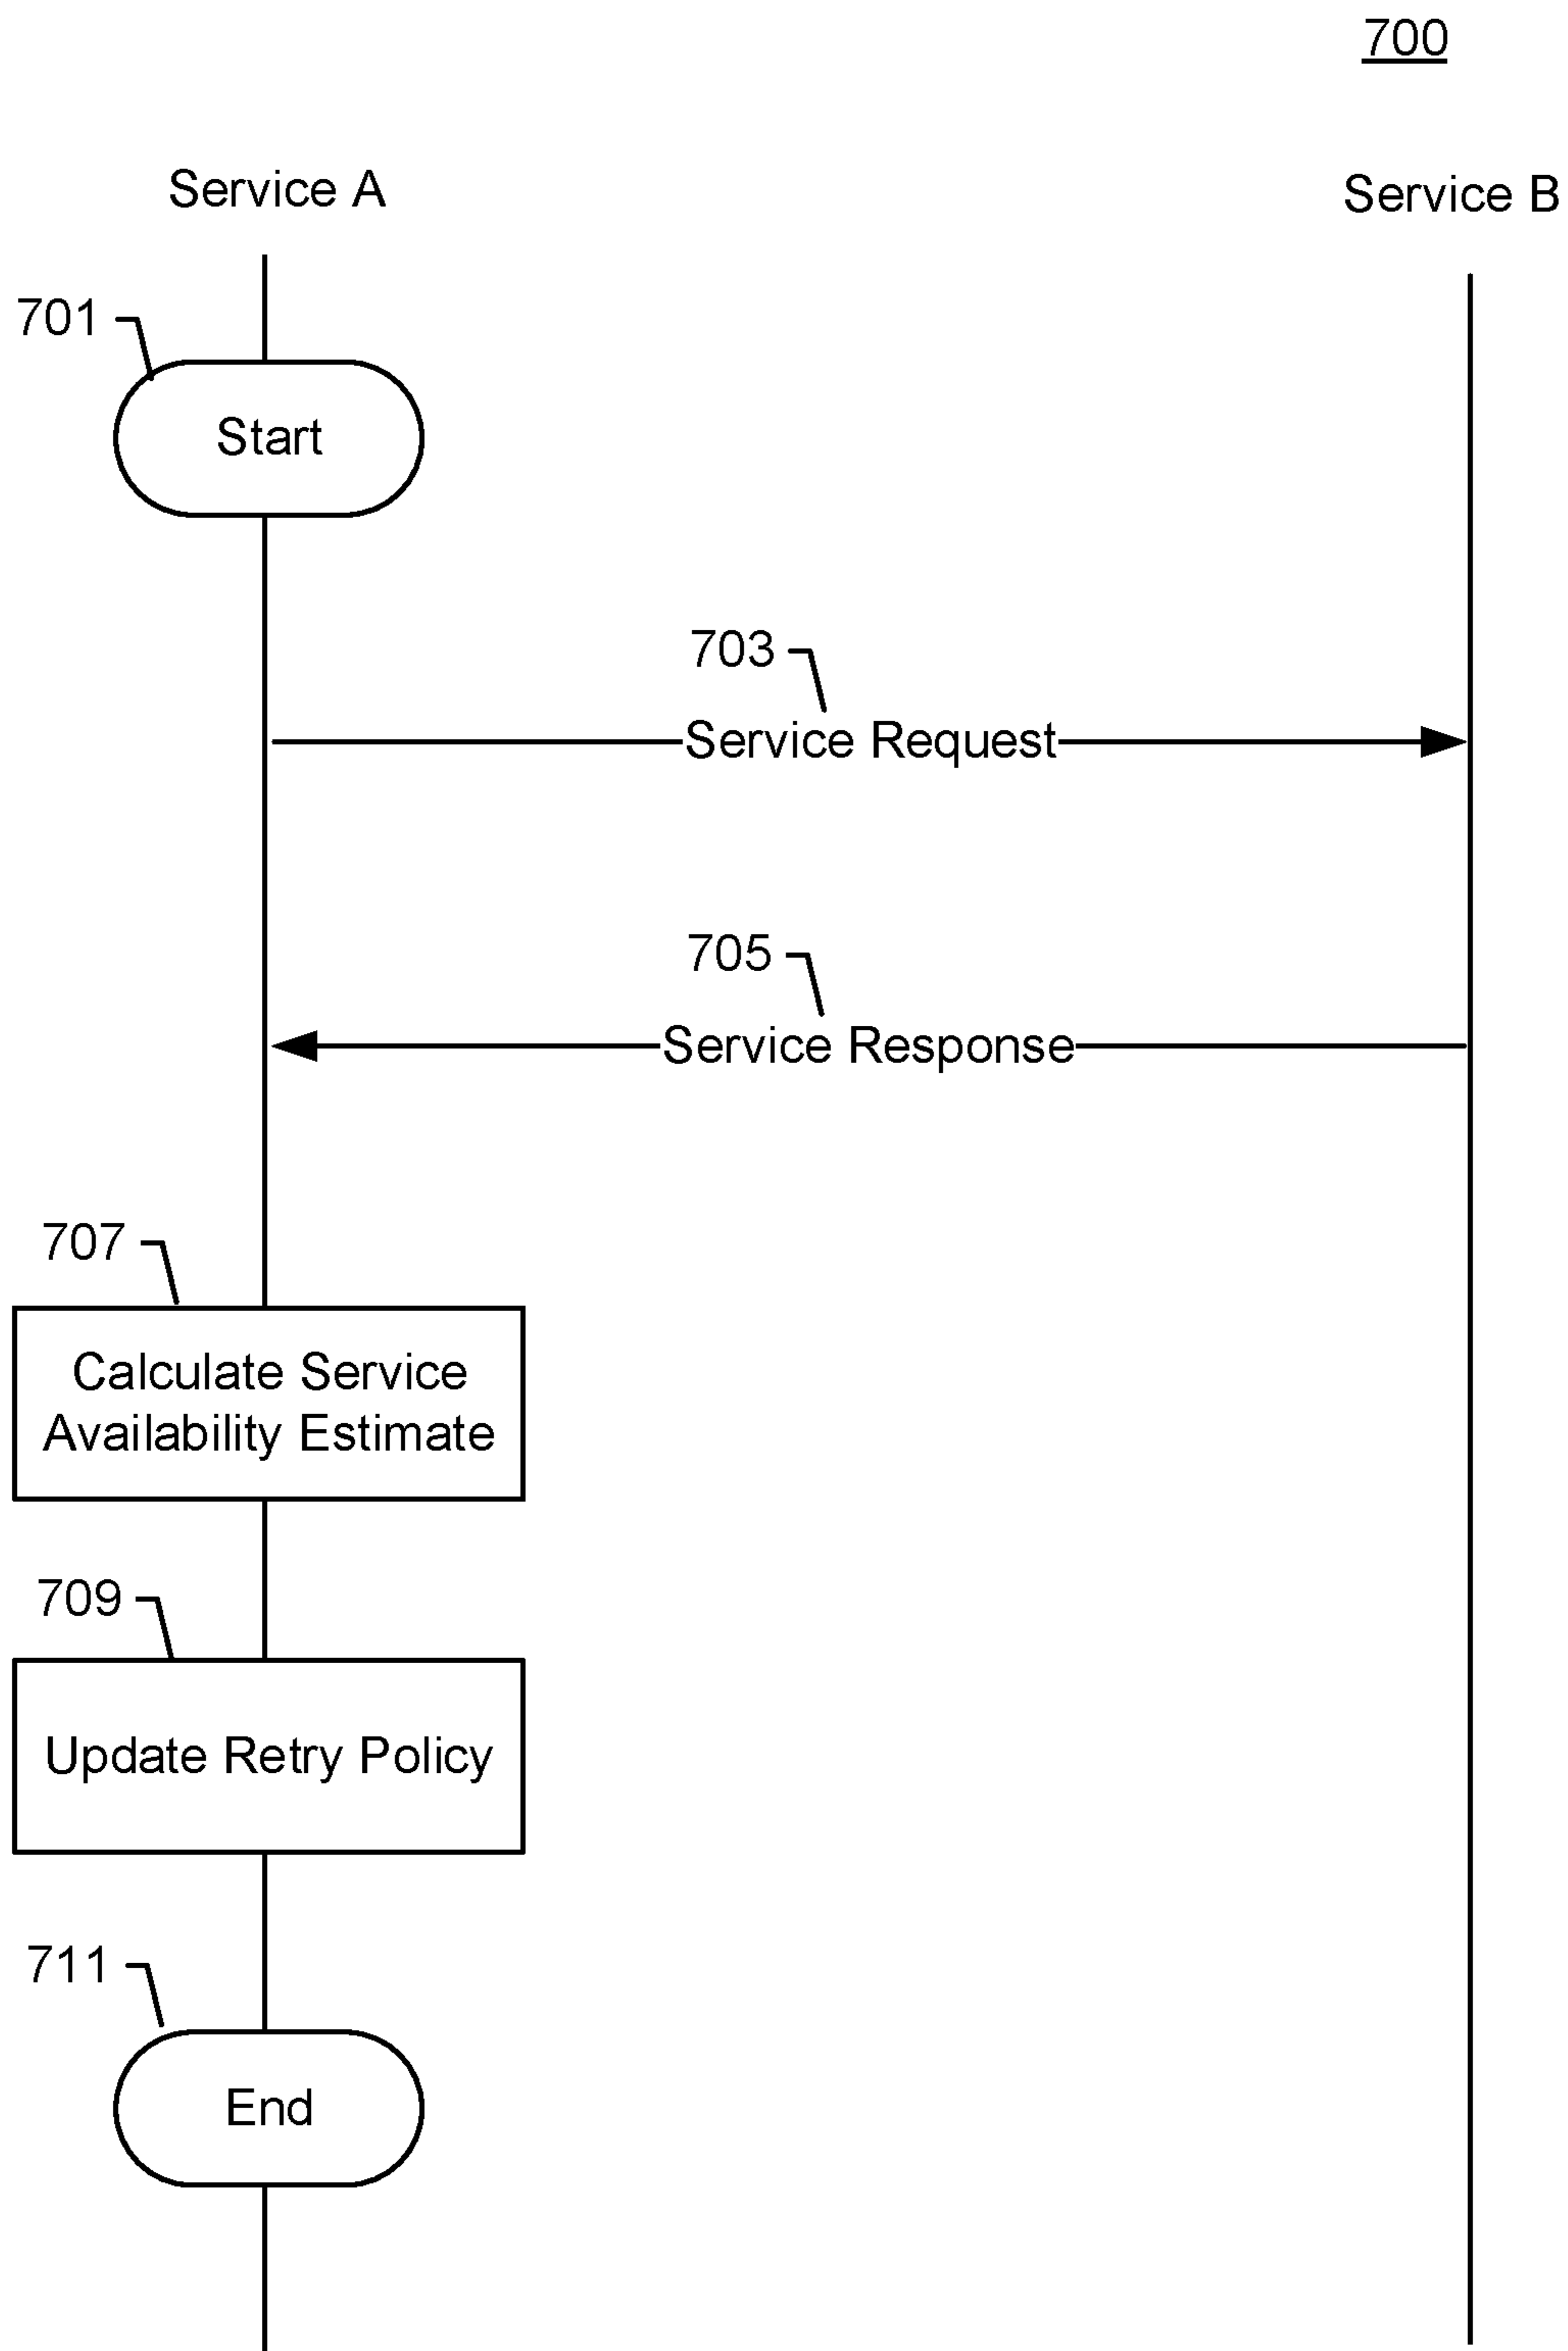 700
Service A
Service B
701
Start
703
Service Request
705
Service Response
707
Calculate Service
Availability Estimate
709
Update Retry Policy
711
End